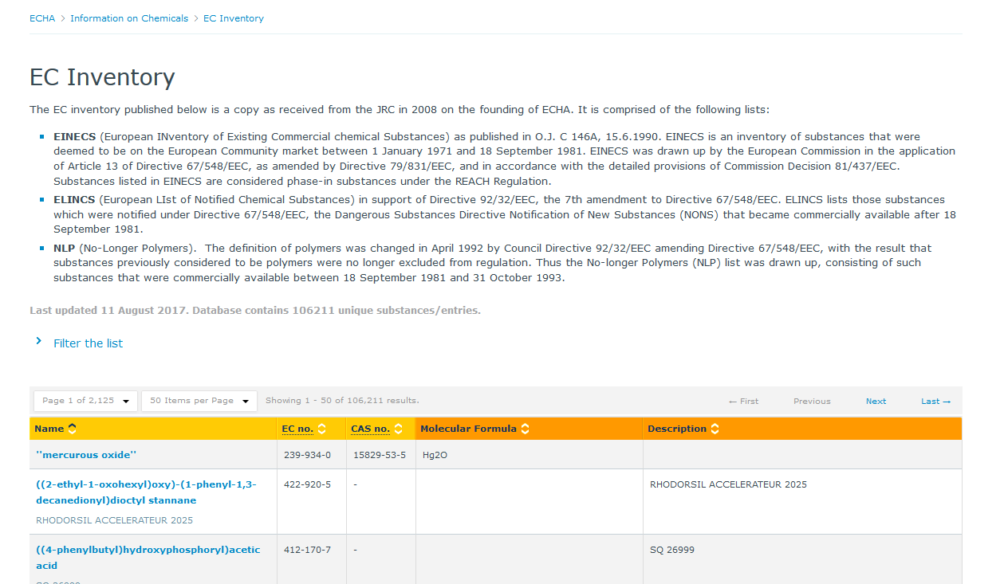 ECHA > Information on Chemicals > EC Inventory
EC Inventory
The EC inventory published below is a copy as received from the JRC in 2008 on the founding of ECHA. It is comprised of the following lists:
EINECS (European INventory of Existing Commercial chemical Substances) as published in O.J. C 146A, 15.6.1990. EINECS is an inventory of substances that were
deemed to be on the European Community market between 1 January 1971 and 18 September 1981. EINECS was drawn up by the European Commission in the application
of Article 13 of Directive 67/548/EEC, as amended by Directive 79/831/EEC, and in accordance with the detailed provisions of Commission Decision 81/437/EEC.
Substances listed in EINECS are considered phase-in substances under the REACH Regulation.
ELINCS (European LIst of Notified Chemical Substances) in support of Directive 92/32/EEC, the 7th amendment to Directive 67/548/EEC. ELINCS lists those substances
which were notified under Directive 67/548/EEC, the Dangerous Substances Directive Notification of New Substances (NONS) that became commercially available after 18
September 1981.
NLP (No-Longer Polymers).  The definition of polymers was changed in April 1992 by Council Directive 92/32/EEC amending Directive 67/548/EEC, with the result that
substances previously considered to be polymers were no longer excluded from regulation. Thus the No-longer Polymers (NLP) list was drawn up, consisting of such
substances that were commercially available between 18 September 1981 and 31 October 1993.
Last updated 11 August 2017. Database contains 106211 unique substances/entries.
Filter the list
Page 1 of 2,125 50 Items per Page Showing 1 - 50 of 106,211 results. ← First Previous Next Last →
Name EC no. CAS no. Molecular Formula Description
''mercurous oxide'' 239-934-0 15829-53-5 Hg2O
((2-ethyl-1-oxohexyl)oxy)-(1-phenyl-1,3- 422-920-5 - RHODORSIL ACCELERATEUR 2025
decanedionyl)dioctyl stannane
RHODORSIL ACCELERATEUR 2025
((4-phenylbutyl)hydroxyphosphoryl)acetic 412-170-7 - SQ 26999
acid
SQ 26999